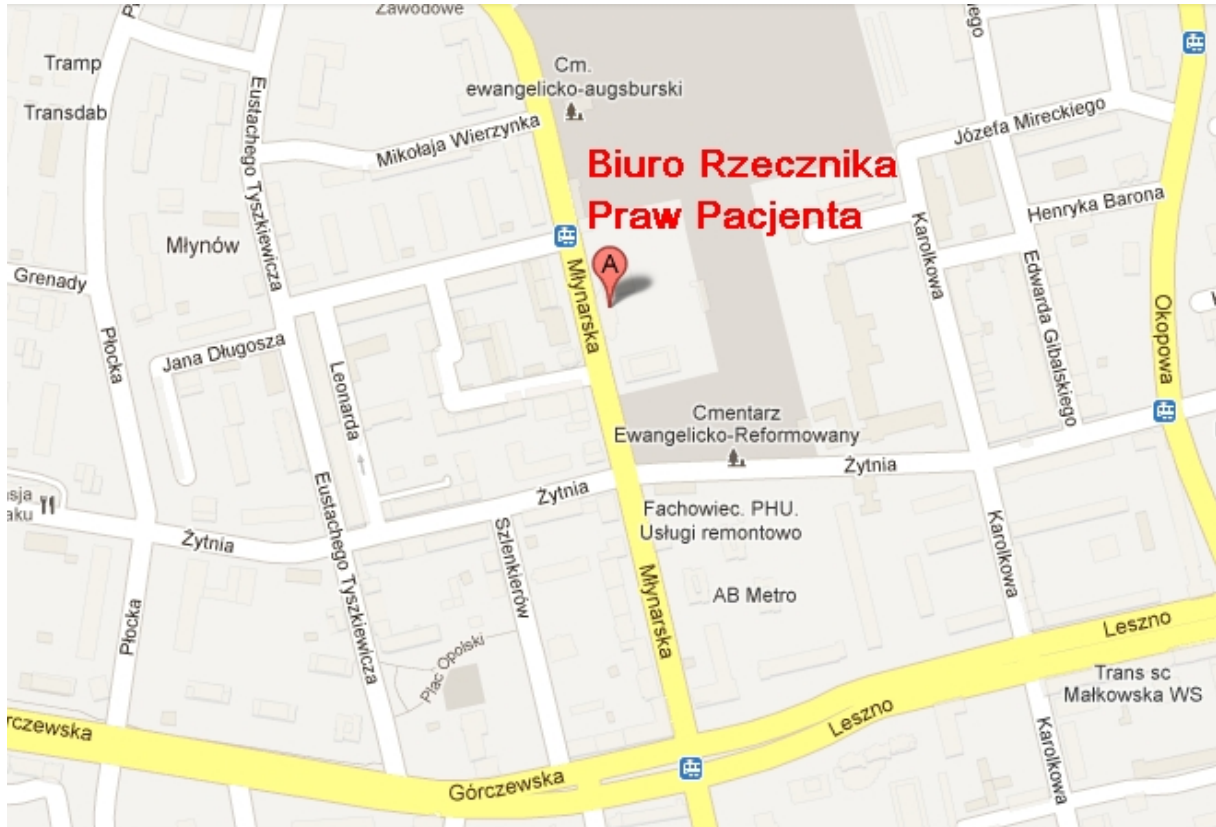 Zawodowe
Tramp
Transdab
Cm.
ewangelicko-augsburski
Józefa Mireckiego
Mikołaja Wierzynka
Eustachego Tyszkiewicza
Biuro Rzecznika
Praw Pacjenta
Henryka Barona
Karolkowa
Młynów
A
Grenady
Młynarska
Edwarda Gibalskiego
Okopowa
Płocka
Jana Długosza
Leonarda
Cmentarz
Ewangelicko-Reformowany
Żytnia
Żytnia
Fachowiec. PHU.
Usługi remontowo
Szlenkierów
Karolkowa
Żytnia
Eustachego Tyszkiewicza
Młynarska
AB Metro
Płocka
Plac Opolski
Leszno
Trans sc
Małkowska WS
Leszno
Karolkowa
Górczewska